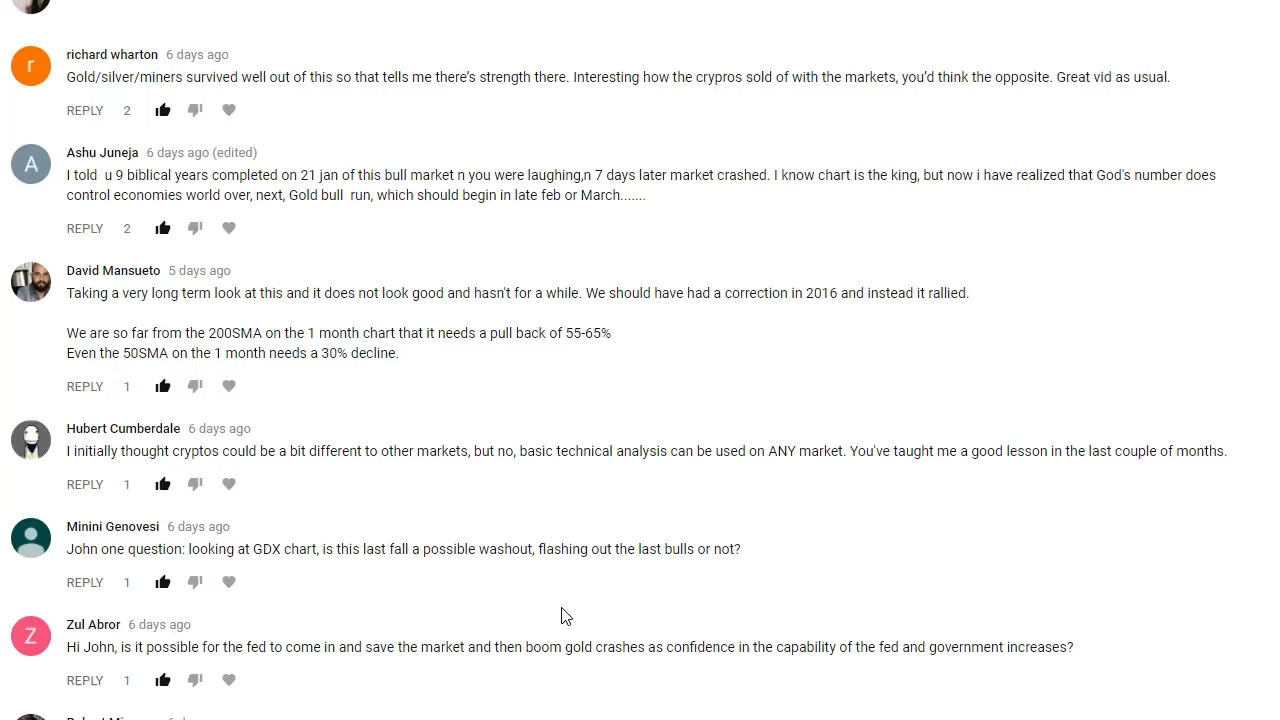 richard wharton 6 days ago
r
Gold/silver/miners survived well out of this so that tells me there's strength there. Interesting how the crypros sold of with the markets, you'd think the opposite. Great vid as usual.
REPLY 2
Ashu Juneja 6 days ago (edited)
A
I told u 9 biblical years completed on 21 jan of this bull market n you were laughing,n 7 days later market crashed. I know chart is the king, but now i have realized that God's number does
control economies world over, next, Gold bull run, which should begin in late feb or March.......
REPLY 2
David Mansueto 5 days ago
Taking a very long term look at this and it does not look good and hasn't for a while. We should have had a correction in 2016 and instead it rallied.
We are so far from the 200SMA on the 1 month chart that it needs a pull back of 55-65%
Even the 50SMA on the 1 month needs a 30% decline.
REPLY 1
Hubert Cumberdale 6 days ago
I initially thought cryptos could be a bit different to other markets, but no, basic technical analysis can be used on ANY market. You've taught me a good lesson in the last couple of months.
REPLY 1
Minini Genovesi 6 days ago
John one question: looking at GDX chart, is this last fall a possible washout, flashing out the last bulls or not?
REPLY 1
Zul Abror 6 days ago
Z
Hi John, is it possible for the fed to come in and save the market and then boom gold crashes as confidence in the capability of the fed and government increases?
REPLY 1